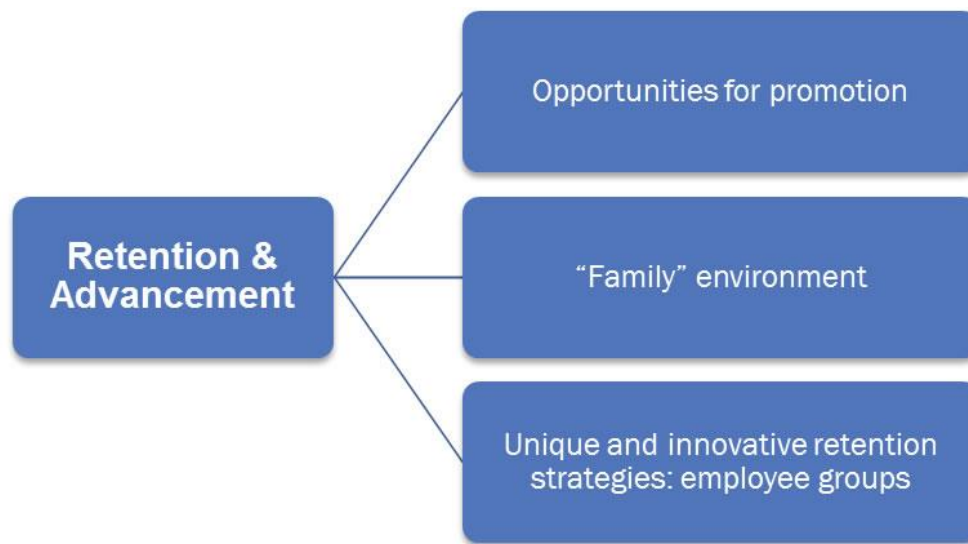 Opportunities for promotion
Retention &
Advancement
“Family” environment
Unique and innovative retention
strategies: employee groups